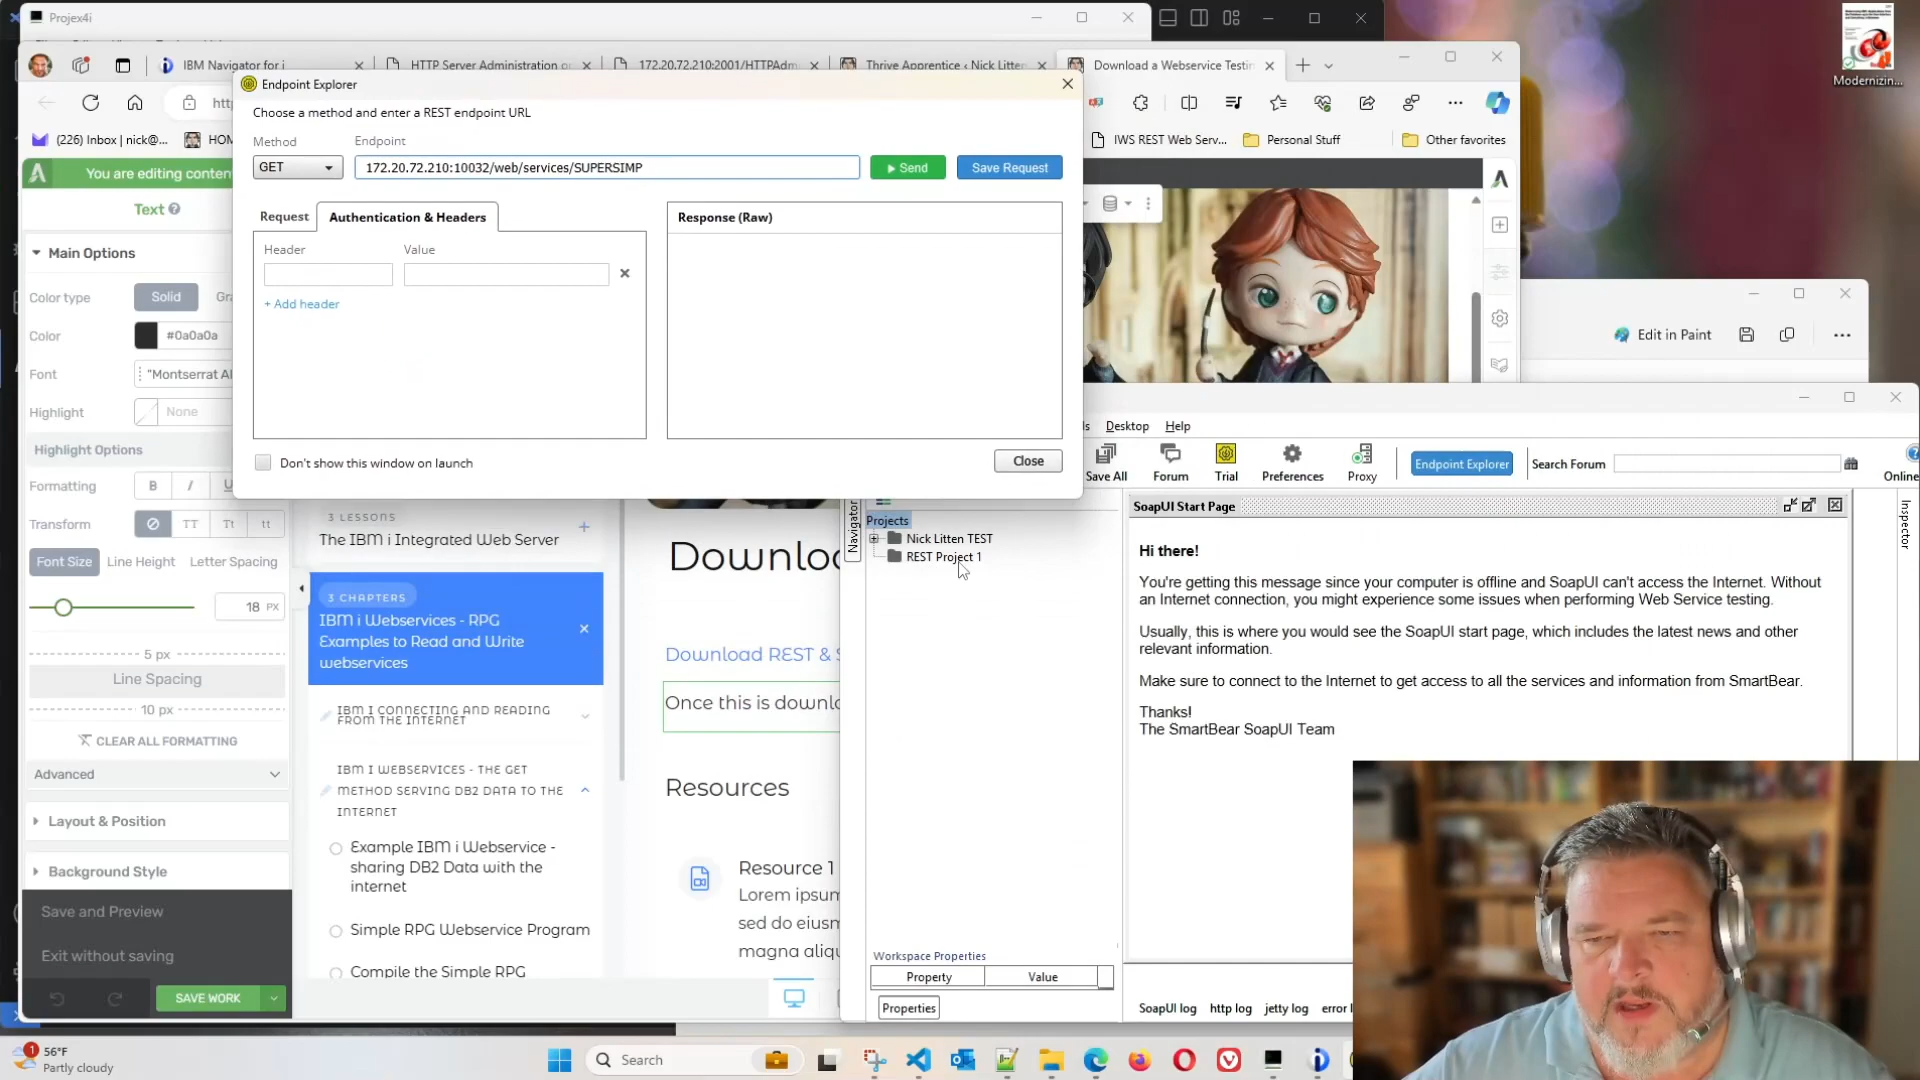 Projex4i
IBM Navigator for i
HTTP Server Administration o
172.20.72.210:2001/HTTPAdm
Thrive Apprentice ‹ Nick Litten
Download a Webservice Testin
Modernizin...
Endpoint Explorer
Choose a method and enter a REST endpoint URL
Method
Endpoint
GET
172.20.72.210:10032/web/services/SUPERSIMP
Send
Save Request
Request
Authentication & Headers
Header
Value
+ Add header
Response (Raw)
Don't show this window on launch
Close
(226) Inbox | nick@...
HOM
IWS REST Web Serv...
Personal Stuff
Other favorites
You are editing conten
Text
Main Options
Color type
Solid
Gra
Color
#0a0a0a
Font
"Montserrat Al
Highlight
None
Highlight Options
Formatting
B
I
U
Transform
TT
Tt
tt
Font Size
Line Height
Letter Spacing
18 PX
5 px
Line Spacing
10 px
CLEAR ALL FORMATTING
Advanced
Layout & Position
Background Style
Save and Preview
Exit without saving
SAVE WORK
3 LESSONS
The IBM i Integrated Web Server
3 CHAPTERS
IBM i Webservices - RPG
Examples to Read and Write
webservices
IBM I CONNECTING AND READING
FROM THE INTERNET
IBM I WEBSERVICES - THE GET
METHOD SERVING DB2 DATA TO THE
INTERNET
Example IBM i Webservice -
sharing DB2 Data with the
internet
Simple RPG Webservice Program
Compile the Simple RPG
Downloa
Download REST & S
Once this is downlo
Resources
Resource 1
Lorem ipsum
sed do eiusm
magna aliqu
Edit in Paint
ls
Desktop
Help
Save All
Forum
Trial
Preferences
Proxy
Endpoint Explorer
Search Forum
Online
Navigator
Projects
Nick Litten TEST
REST Project 1
Workspace Properties
Property
Value
Properties
SoapUI Start Page
Inspector
Hi there!
You're getting this message since your computer is offline and SoapUI can't access the Internet. Without
an Internet connection, you might experience some issues when performing Web Service testing.
Usually, this is where you would see the SoapUI start page, which includes the latest news and other
relevant information.
Make sure to connect to the Internet to get access to all the services and information from SmartBear.
Thanks!
The SmartBear SoapUI Team
SoapUI log
http log
jetty log
error l
1
56°F
Partly cloudy
Search